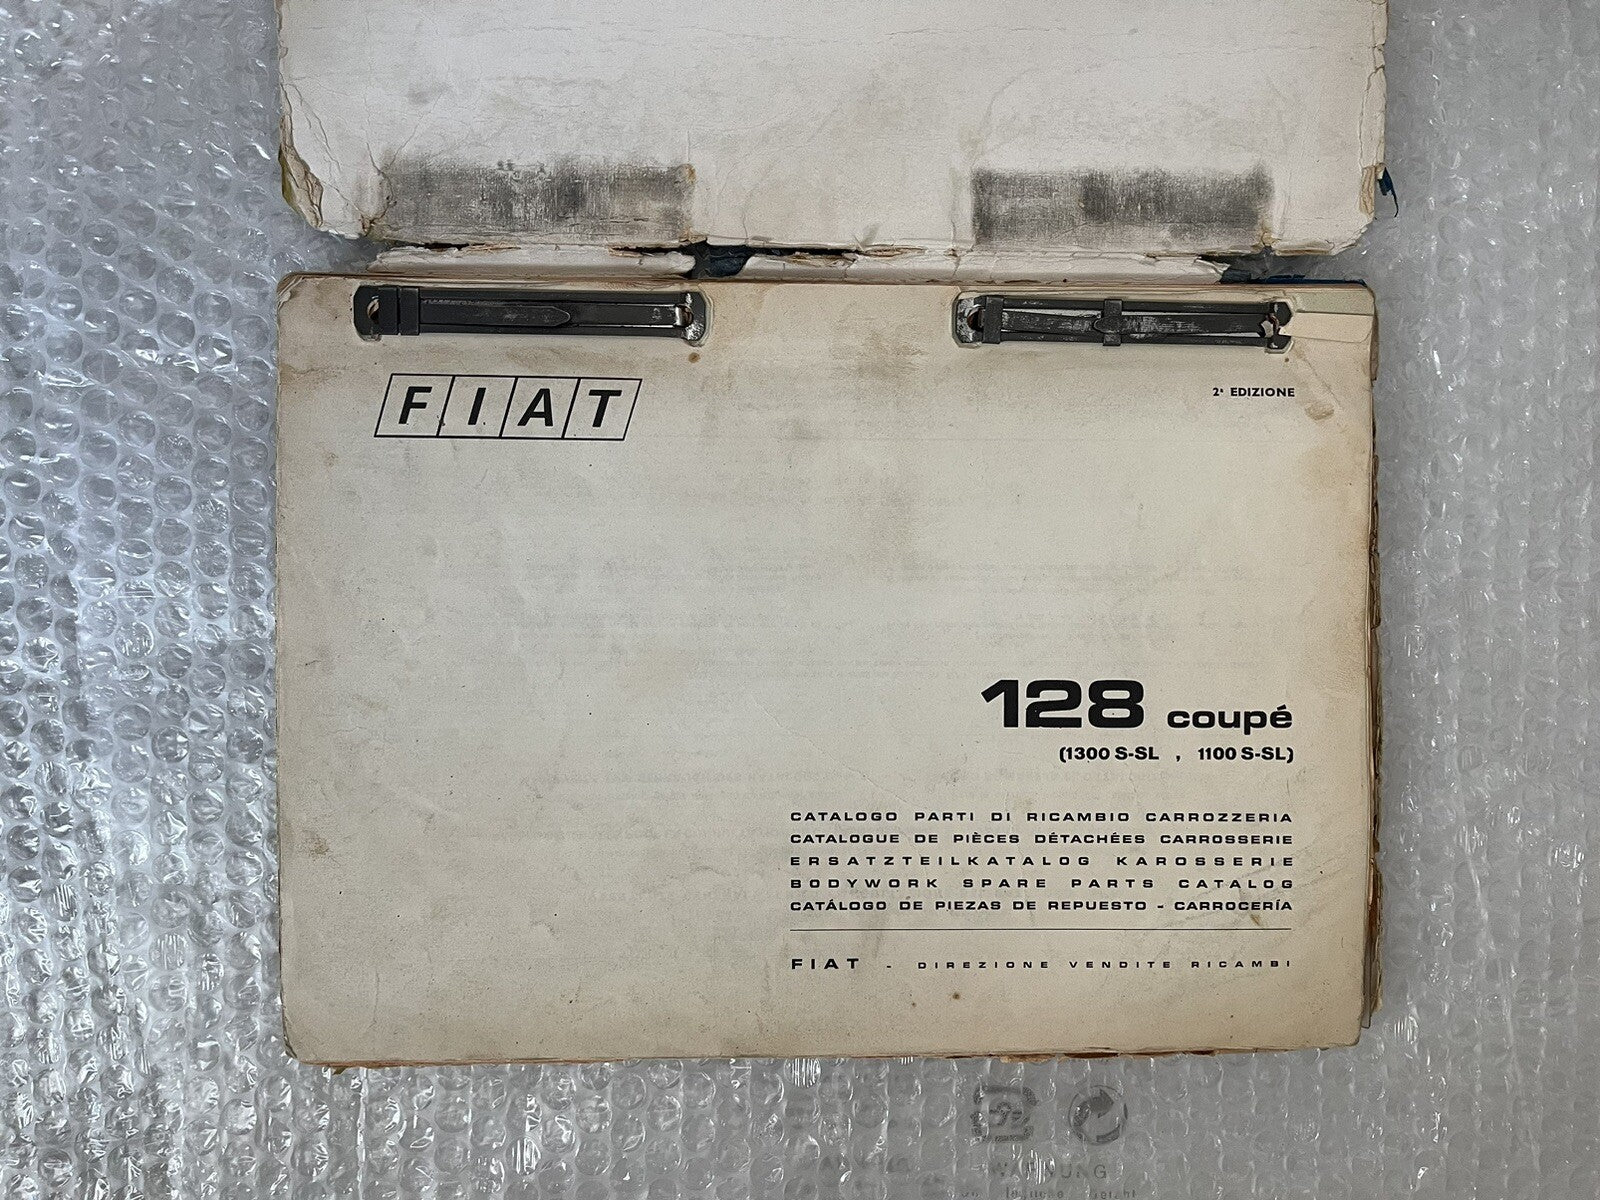 FIAT
2ª EDIZIONE
128 coupé
(1300 S-SL , 1100 S-SL)
CATALOGO PARTI DI RICAMBIO CARROZZERIA
CATALOGUE DE PIÈCES DÉTACHÉES CARROSSERIE
ERSATZTEILKATALOG KAROSSERIE
BODYWORK SPARE PARTS CATALOG
CATÁLOGO DE PIEZAS DE REPUESTO - CARROCERÍA
FIAT - DIREZIONE VENDITE RICAMBI